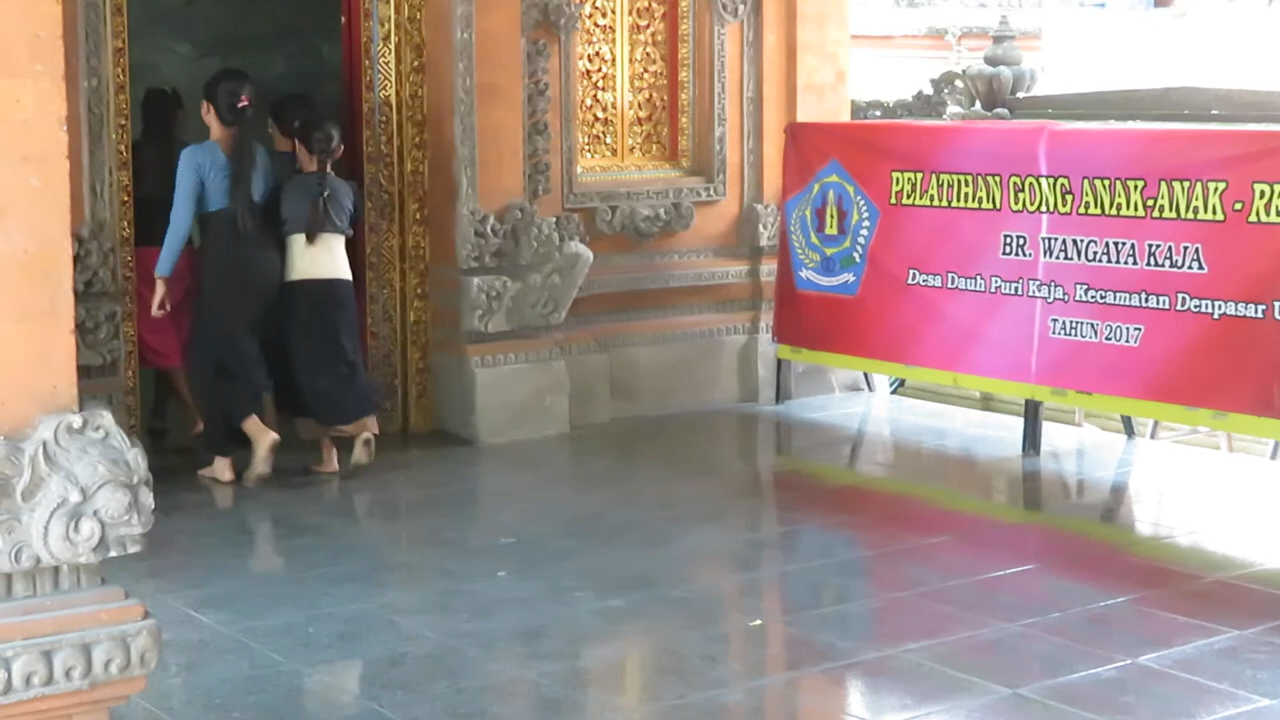 PELATIHAN GONG ANAK-ANAK -
BR. WANGAYA KAJA
Desa Dauh Puri Kaja, Kecamatan Denpasar
TAHUN 2017